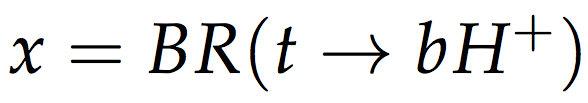 x = BR(t → bH⁺)